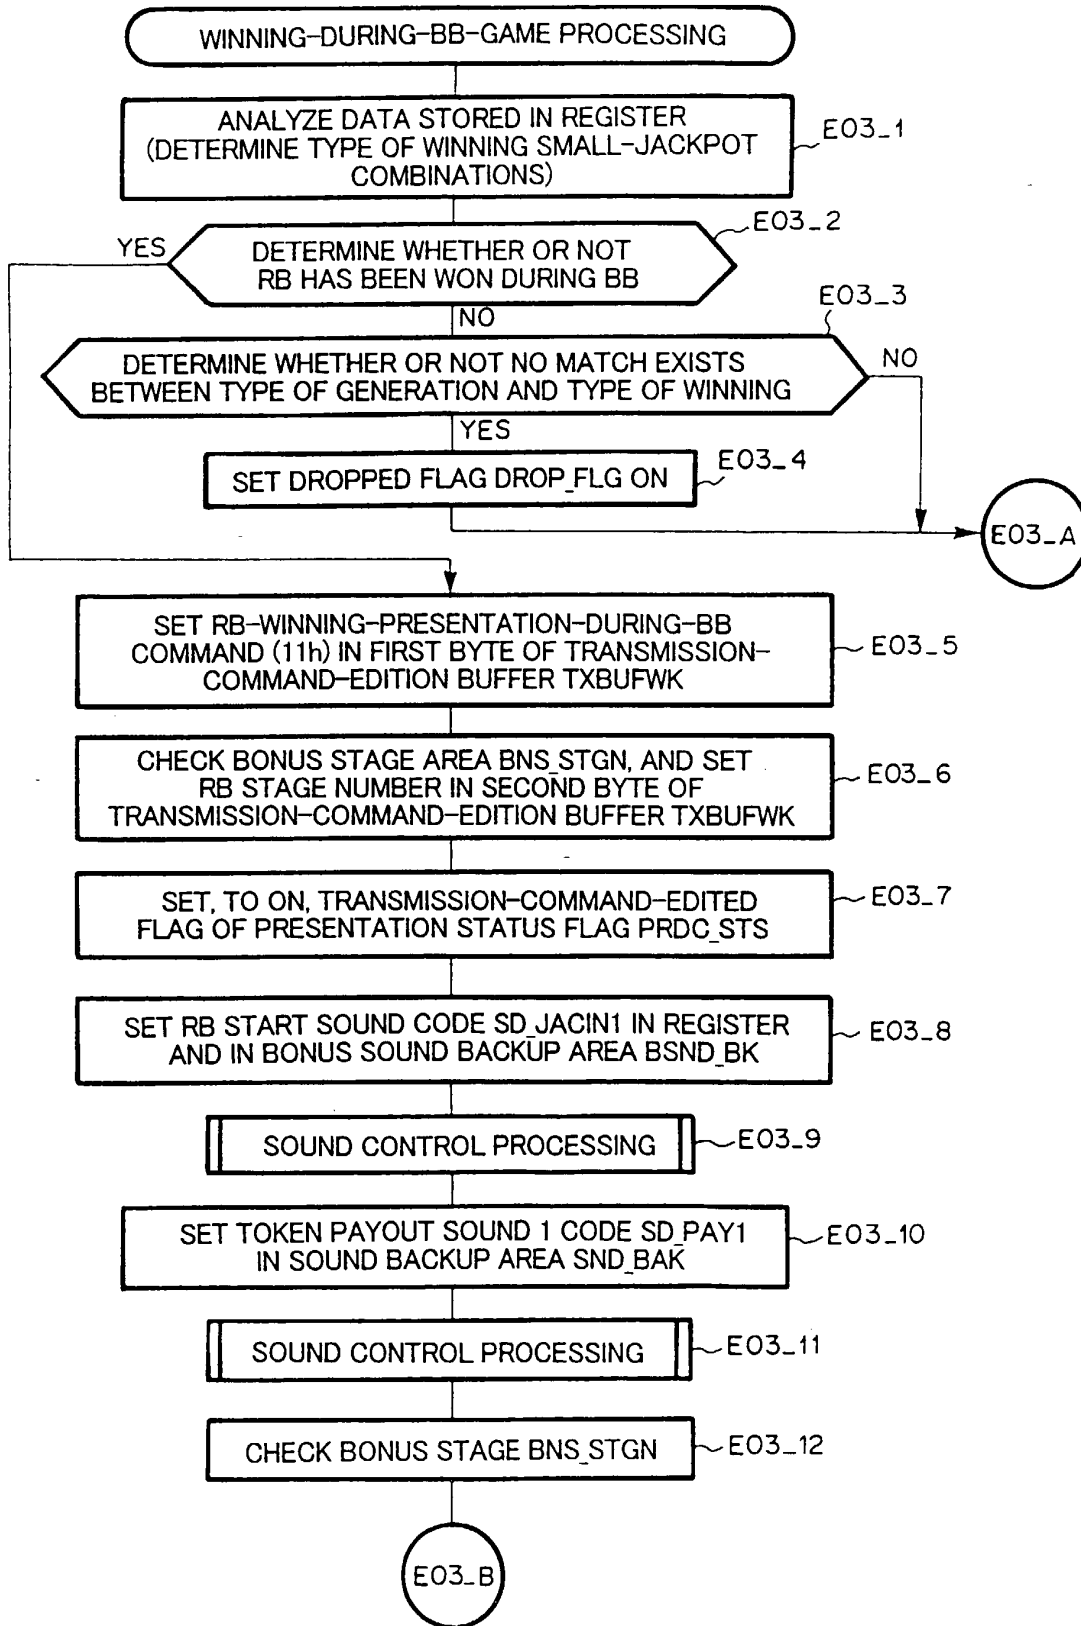 WINNING-DURING-BB-GAME PROCESSING
ANALYZE DATA STORED IN REGISTER
(DETERMINE TYPE OF WINNING SMALL-JACKPOT
COMBINATIONS)
E03_1
YES
DETERMINE WHETHER OR NOT
RB HAS BEEN WON DURING BB
E03_2
NO
E03_3
DETERMINE WHETHER OR NOT NO MATCH EXISTS
BETWEEN TYPE OF GENERATION AND TYPE OF WINNING
NO
YES
SET DROPPED FLAG DROP_FLG ON
E03_4
E03_A
SET RB-WINNING-PRESENTATION-DURING-BB
COMMAND (11h) IN FIRST BYTE OF TRANSMISSION-
COMMAND-EDITION BUFFER TXBUFWK
E03_5
CHECK BONUS STAGE AREA BNS_STGN, AND SET
RB STAGE NUMBER IN SECOND BYTE OF
TRANSMISSION-COMMAND-EDITION BUFFER TXBUFWK
E03_6
SET, TO ON, TRANSMISSION-COMMAND-EDITED
FLAG OF PRESENTATION STATUS FLAG PRDC_STS
E03_7
SET RB START SOUND CODE SD_JACIN1 IN REGISTER
AND IN BONUS SOUND BACKUP AREA BSND_BK
E03_8
SOUND CONTROL PROCESSING
E03_9
SET TOKEN PAYOUT SOUND 1 CODE SD_PAY1
IN SOUND BACKUP AREA SND_BAK
E03_10
SOUND CONTROL PROCESSING
E03_11
CHECK BONUS STAGE BNS_STGN
E03_12
E03_B